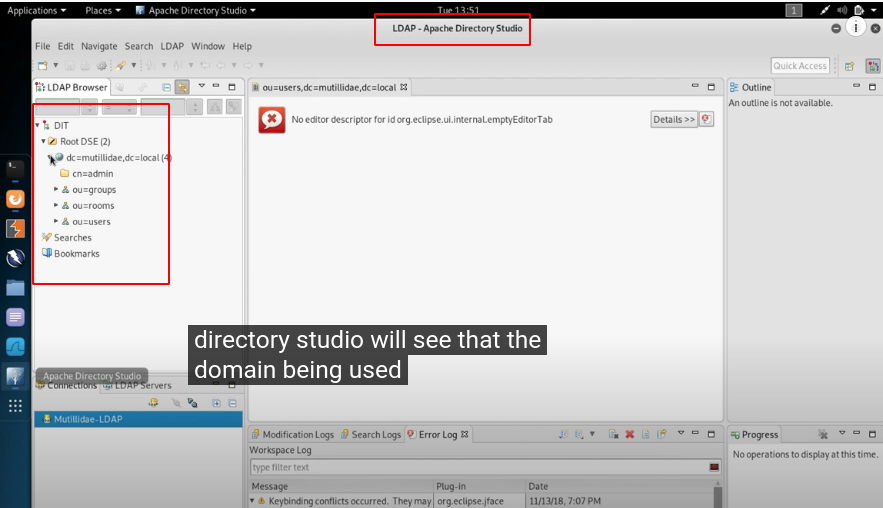 Applications Places Apache Directory Studio Tue 13:51 1
LDAP - Apache Directory Studio
i
File Edit Navigate Search LDAP Window Help
Quick Access
LDAP Browser
DIT
Root DSE (2)
dc=mutillidae,dc=local (4)
cn=admin
ou=groups
ou=rooms
ou=users
Searches
Bookmarks
ou=users,dc=mutillidae,dc=local
No editor descriptor for id org.eclipse.ui.internal.emptyEditorTab
Details >>
Outline
An outline is not available.
directory studio will see that the
domain being used
Apache Directory Studio
Connections LDAP Servers
Mutillidae-LDAP
Modification Logs Search Logs Error Log
Workspace Log
type filter text
Message Plug-in Date
Keybinding conflicts occurred. They may org.eclipse.jface 11/13/18, 7:07 PM
Progress
No operations to display at this time.